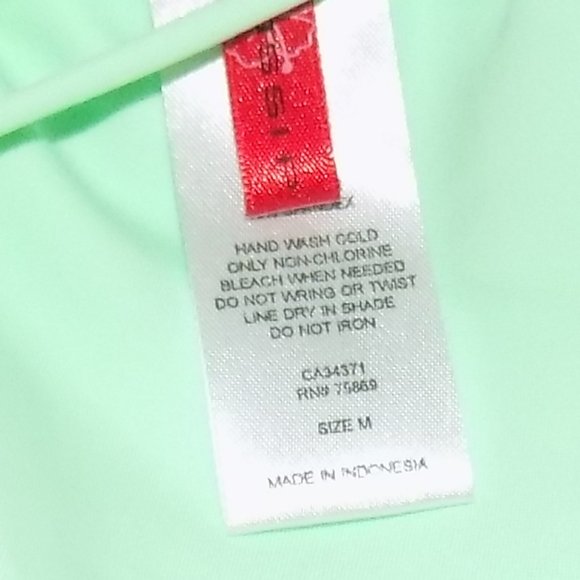 SPANDEX
HAND WASH COLD
ONLY NON-CHLORINE
BLEACH WHEN NEEDED
DO NOT WRING OR TWIST
LINE DRY IN SHADE
DO NOT IRON
CA34371
RN# 75869
SIZE M
MADE IN INDONESIA